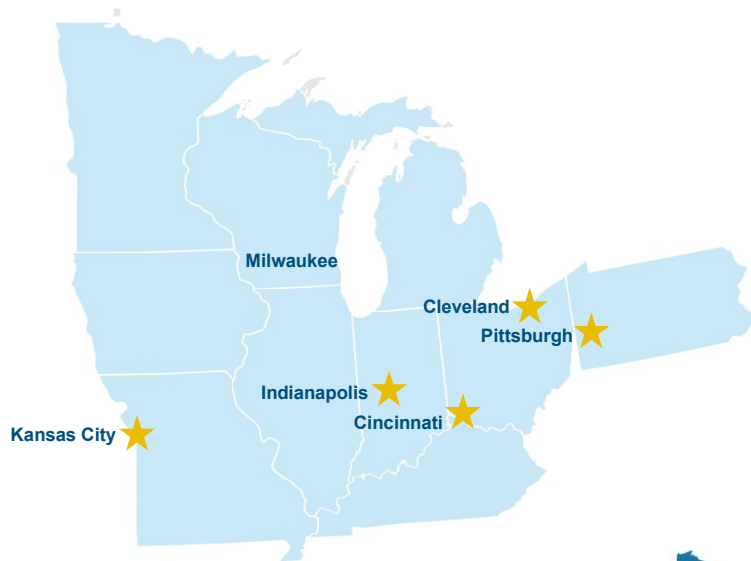 Milwaukee
Cleveland
Pittsburgh
Indianapolis
Cincinnati
Kansas City